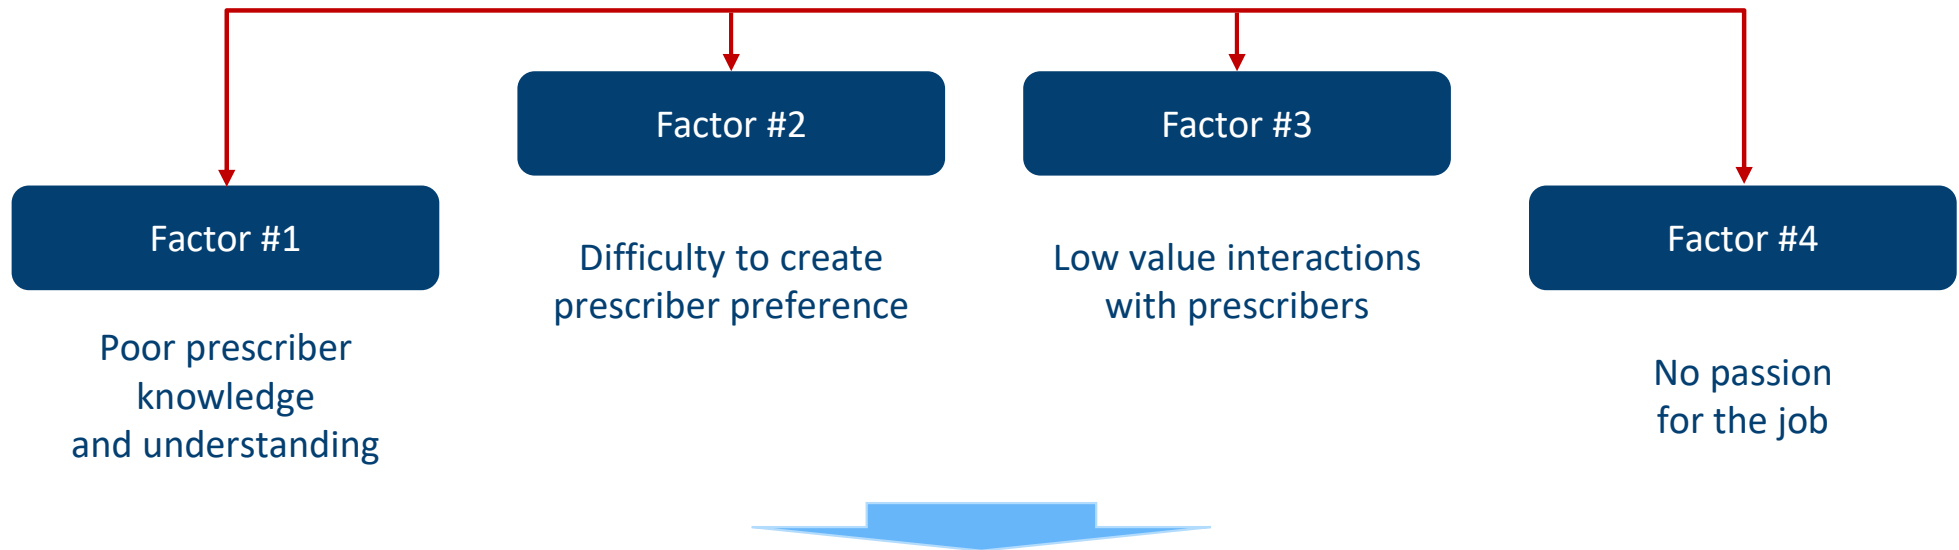 Factor #1
Poor prescriber
knowledge
and understanding
Factor #2
Difficulty to create
prescriber preference
Factor #3
Low value interactions
with prescribers
Factor #4
No passion
for the job